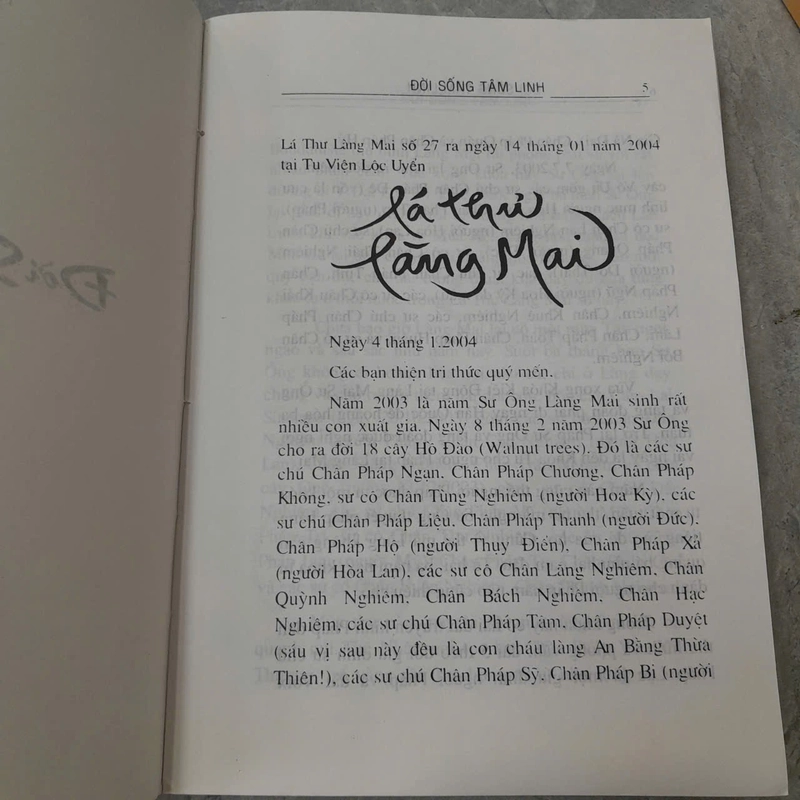 ĐỜI SỐNG TÂM LINH 5
Lá Thư Làng Mai số 27 ra ngày 14 tháng 01 năm 2004
tại Tu Viện Lộc Uyển
lá thư
làng Mai
Ngày 4 tháng 1.2004
Các bạn thiện tri thức quý mến.
Năm 2003 là năm Sư Ông Làng Mai sinh rất
nhiều con xuất gia. Ngày 8 tháng 2 năm 2003 Sư Ông
cho ra đời 18 cây Hồ Đào (Walnut trees). Đó là các sư
chú Chân Pháp Ngạn, Chân Pháp Chương, Chân Pháp
Không, sư cô Chân Tùng Nghiêm (người Hoa Kỳ), các
sư chú Chân Pháp Liệu, Chân Pháp Thanh (người Đức),
Chân Pháp Hộ (người Thụy Điển), Chân Pháp Xả
(người Hòa Lan), các sư cô Chân Lăng Nghiêm, Chân
Quỳnh Nghiêm, Chân Bách Nghiêm, Chân Hạc
Nghiêm, các sư chú Chân Pháp Tâm, Chân Pháp Duyệt
(sáu vị sau này đều là con cháu làng An Bằng Thừa
Thiên!), các sư chú Chân Pháp Sỹ, Chân Pháp Bi (người
Đời S